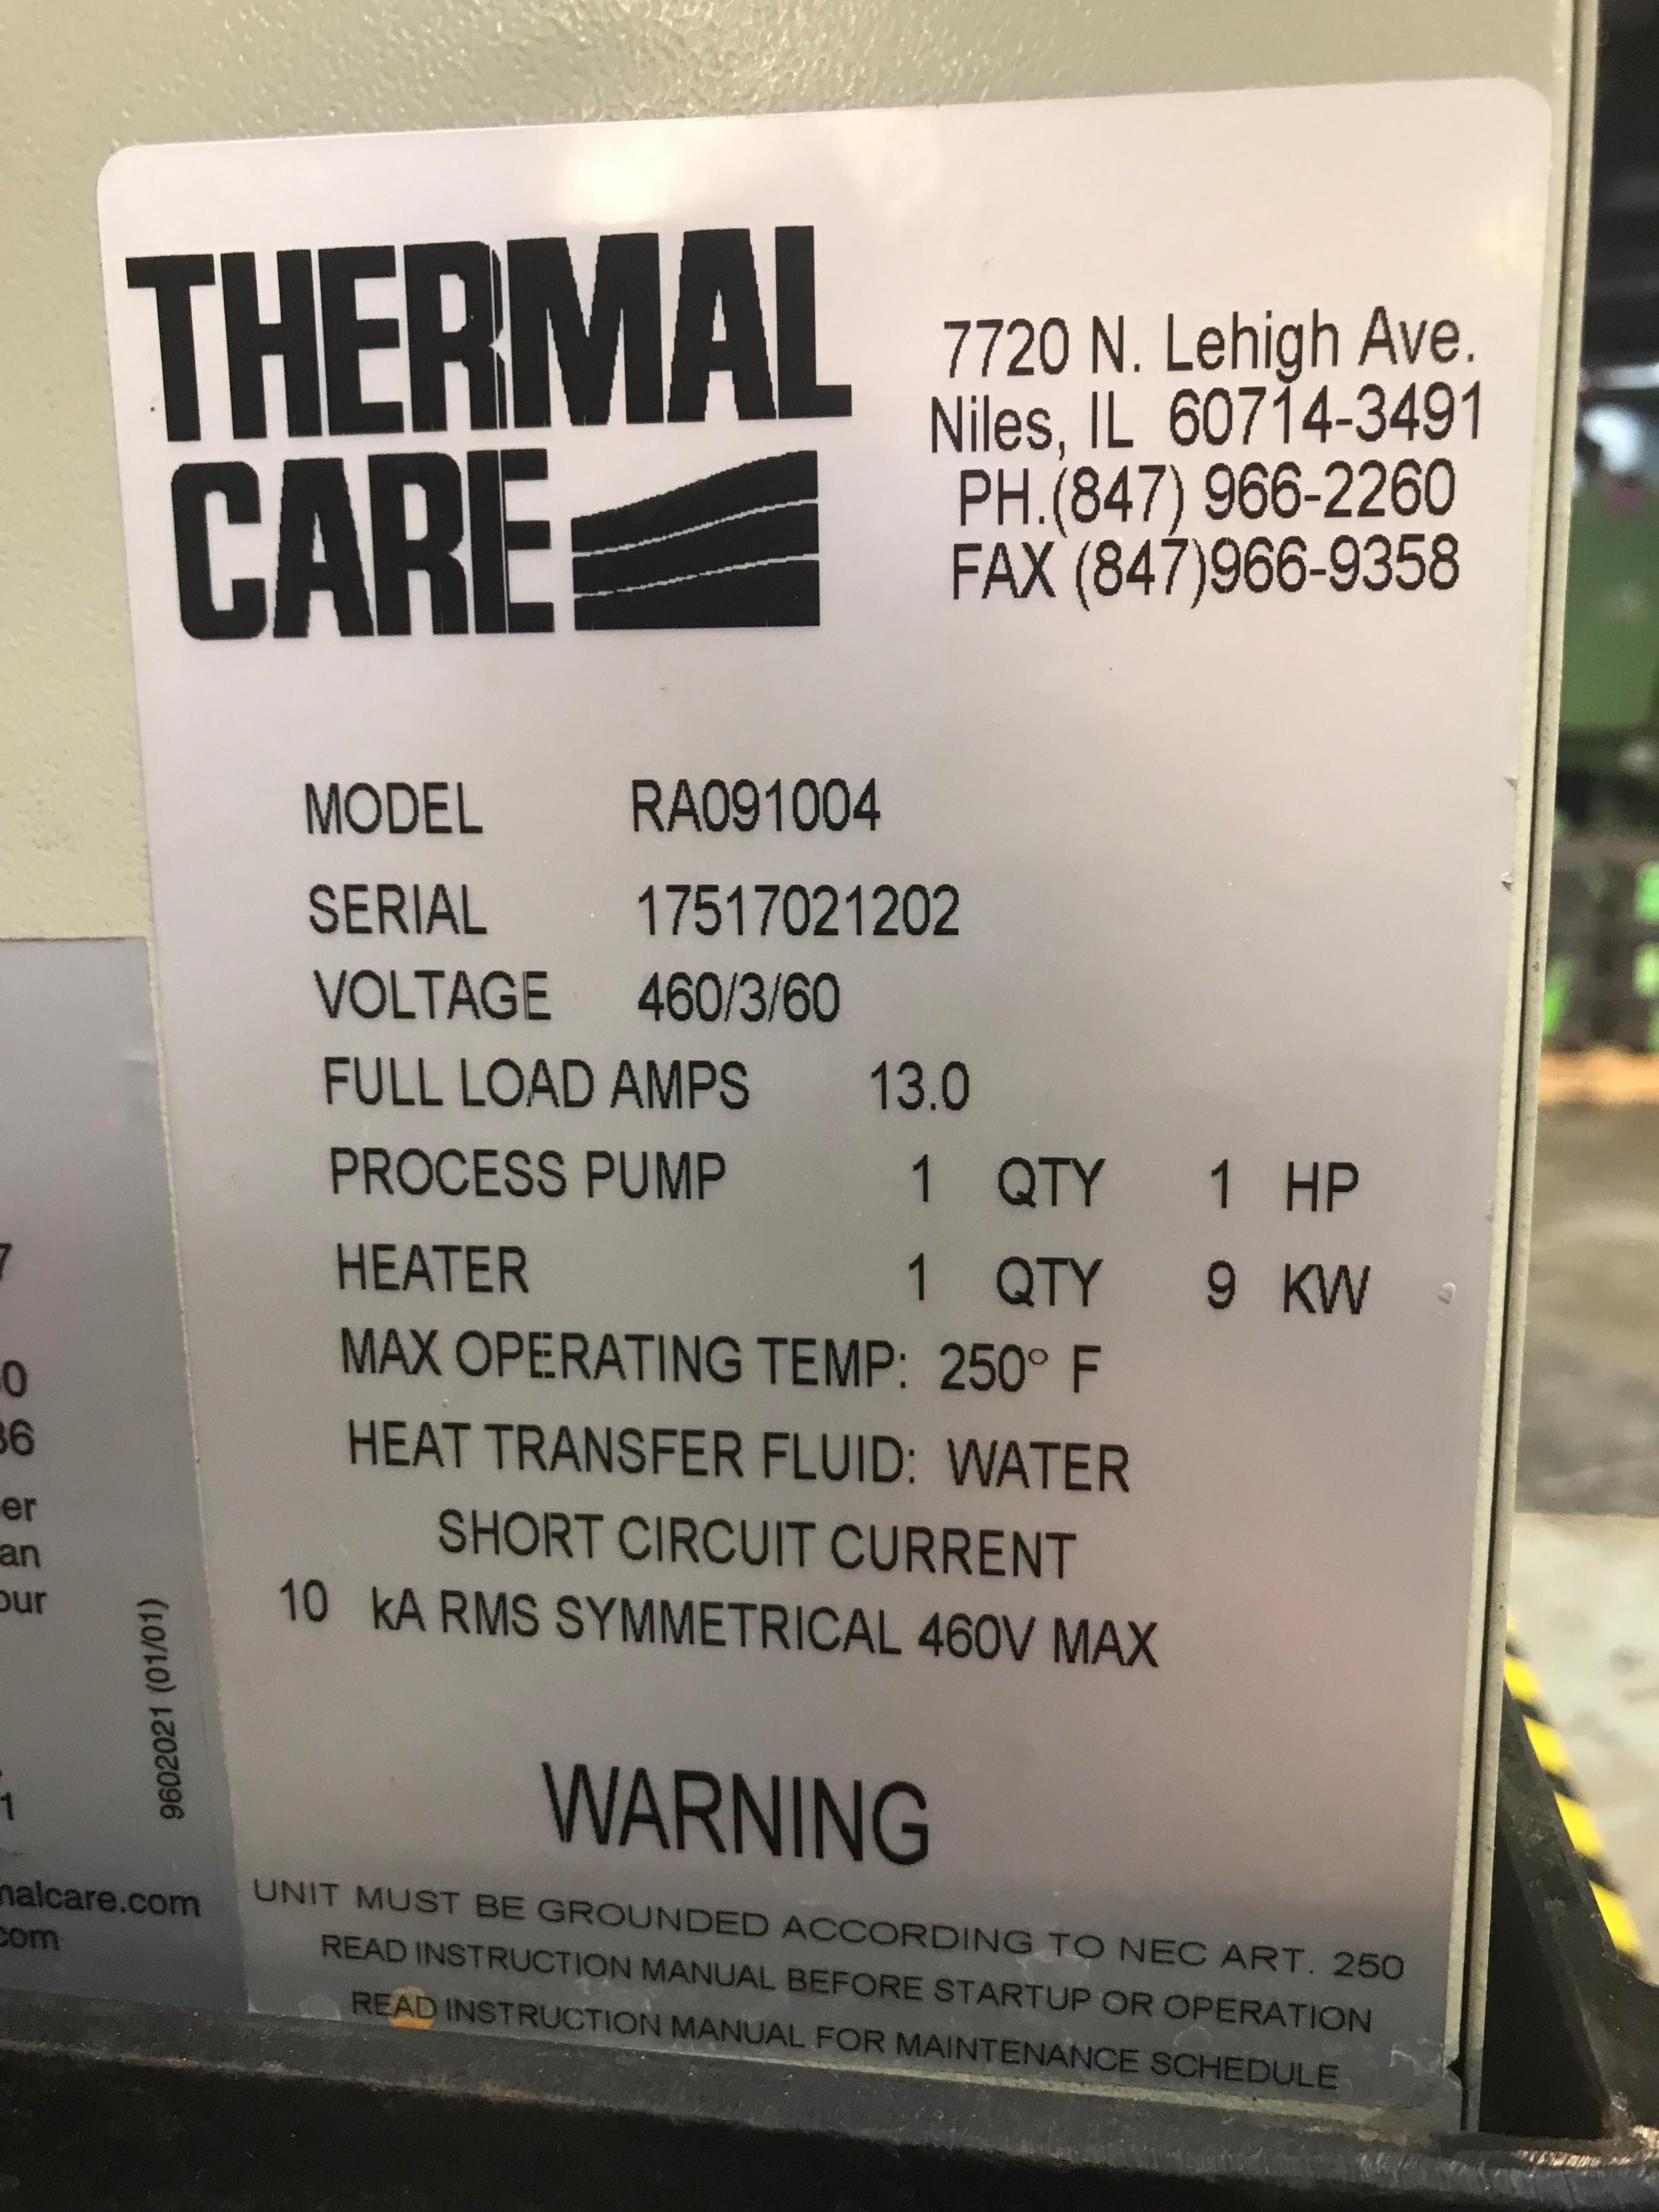 THERMAL
CARE
7720 N. Lehigh Ave.
Niles, IL 60714-3491
PH.(847) 966-2260
FAX (847)966-9358
MODEL RA091004
SERIAL 17517021202
VOLTAGE 460/3/60
FULL LOAD AMPS 13.0
PROCESS PUMP 1 QTY 1 HP
HEATER 1 QTY 9 KW
MAX OPERATING TEMP: 250° F
HEAT TRANSFER FLUID: WATER
SHORT CIRCUIT CURRENT
10 kA RMS SYMMETRICAL 460V MAX
WARNING
UNIT MUST BE GROUNDED ACCORDING TO NEC ART. 250
READ INSTRUCTION MANUAL BEFORE STARTUP OR OPERATION
READ INSTRUCTION MANUAL FOR MAINTENANCE SCHEDULE
9602021 (01/01)
malcare.com
com